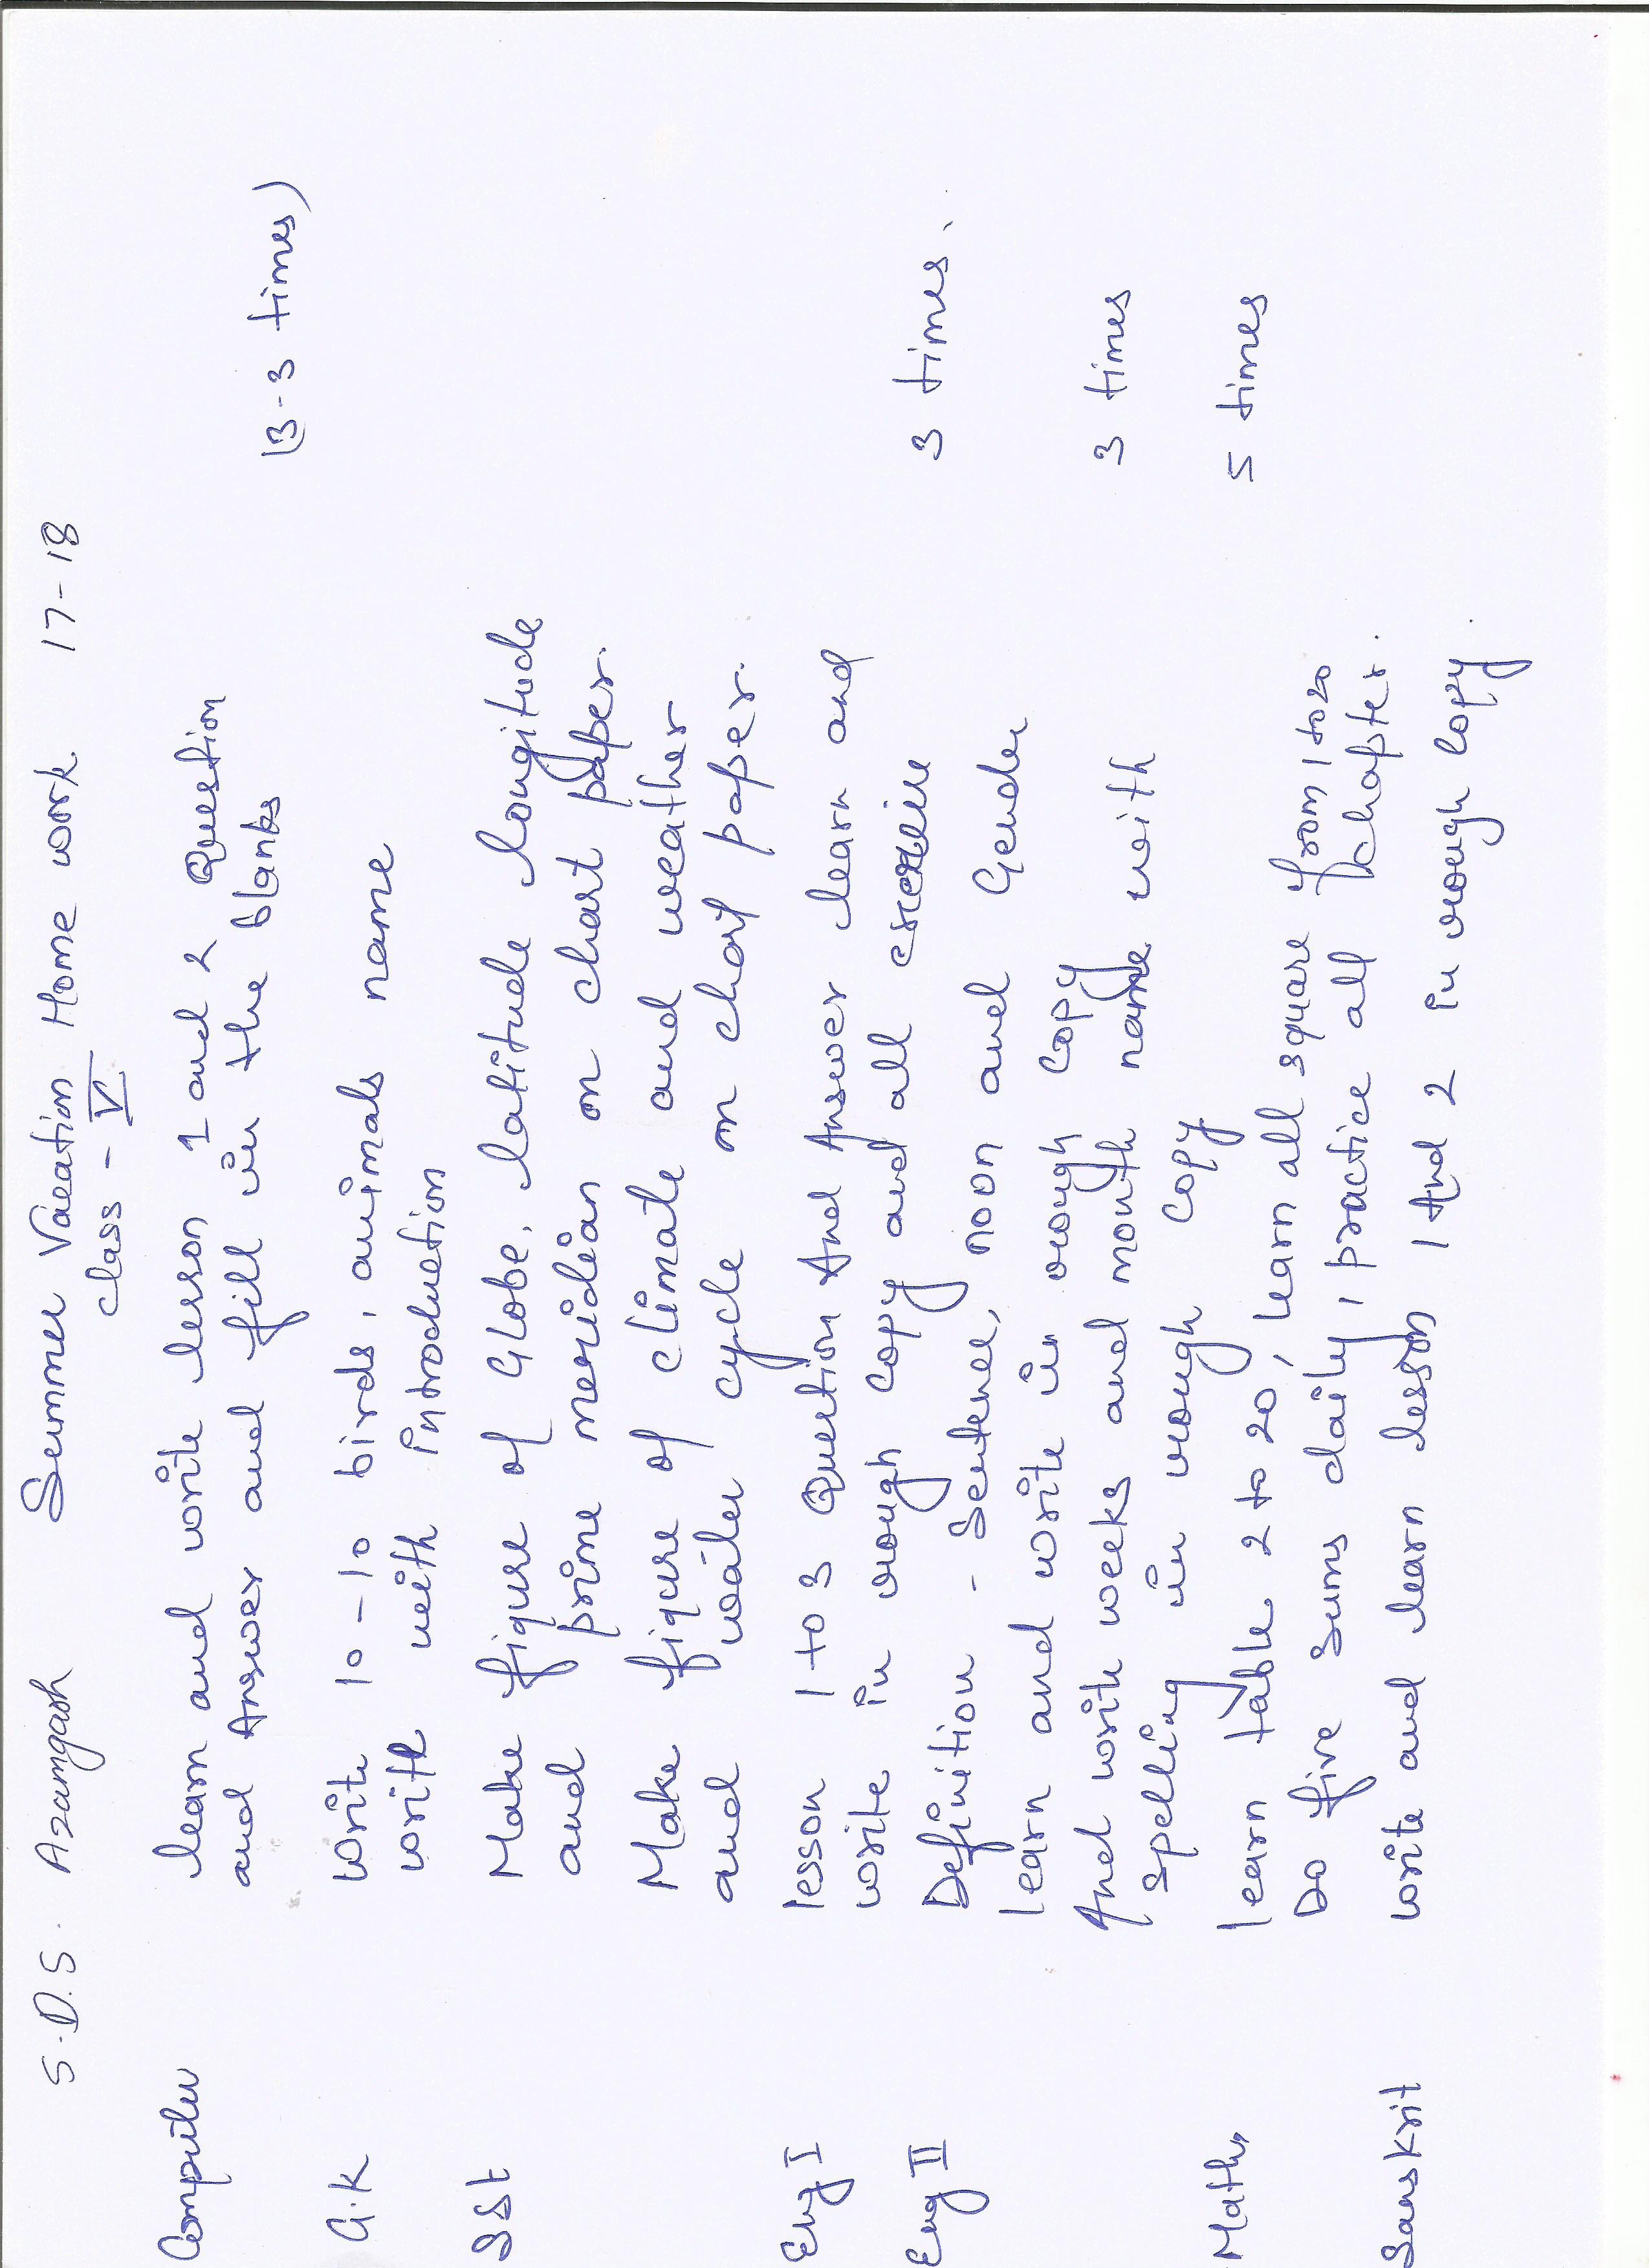 S.D.S. Azamgarh Summer Vacation Home work 17-18
class - V
Computer learn and write lesson 1 and 2 Question
and Answer and fill in the blanks (3-3 times)
G.K Write 10-10 birds, animals name
write with introduction
SSt Make figure of Globe, latitude longitude
and prime meridian on chart paper.
Make figure of climate and weather
and water cycle on chart paper.
Eng I lesson 1 to 3 Question And Answer learn and
write in rough copy and all exercise 3 times.
Eng II Definition - Sentence, noon and Gender
learn and write in rough copy
And write weeks and month name with 3 times
spelling in rough copy
Maths learn table 2 to 20, learn all square from 1 to 20 5 times
Do five sums daily, practice all chapter.
Sanskrit write and learn lesson 1 And 2 in rough copy.